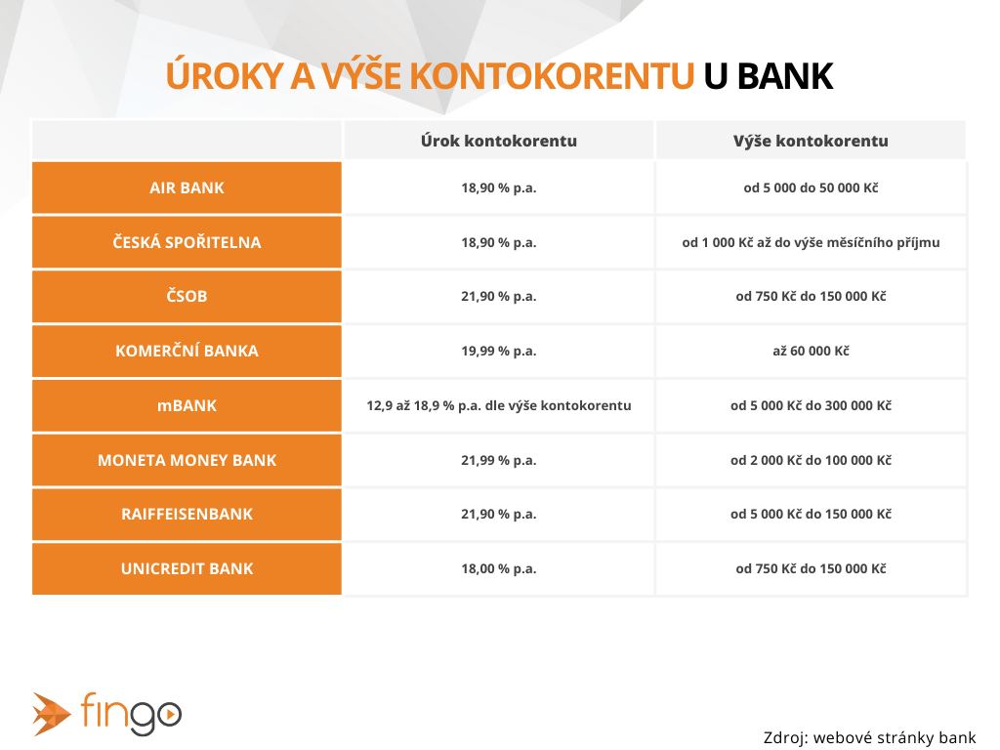 ÚROKY A VÝŠE KONTOKORENTU U BANK
Úrok kontokorentu Výše kontokorentu
AIR BANK 18,90 % p.a. od 5 000 do 50 000 Kč
ČESKÁ SPOŘITELNA 18,90 % p.a. od 1 000 Kč až do výše měsíčního příjmu
ČSOB 21,90 % p.a. od 750 Kč do 150 000 Kč
KOMERČNÍ BANKA 19,99 % p.a. až 60 000 Kč
mBANK 12,9 až 18,9 % p.a. dle výše kontokorentu od 5 000 Kč do 300 000 Kč
MONETA MONEY BANK 21,99 % p.a. od 2 000 Kč do 100 000 Kč
RAIFFEISENBANK 21,90 % p.a. od 5 000 Kč do 150 000 Kč
UNICREDIT BANK 18,00 % p.a. od 750 Kč do 150 000 Kč
fingo
Zdroj: webové stránky bank